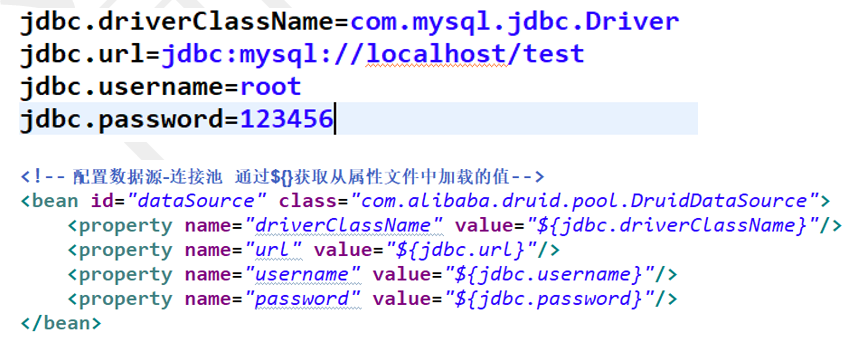 jdbc.driverClassName=com.mysql.jdbc.Driver
jdbc.url=jdbc:mysql://localhost/test
jdbc.username=root
jdbc.password=123456
<!-- 配置数据源-连接池 通过${}获取从属性文件中加载的值-->
<bean id="dataSource" class="com.alibaba.druid.pool.DruidDataSource">
<property name="driverClassName" value="${jdbc.driverClassName}"/>
<property name="url" value="${jdbc.url}"/>
<property name="username" value="${jdbc.username}"/>
<property name="password" value="${jdbc.password}"/>
</bean>